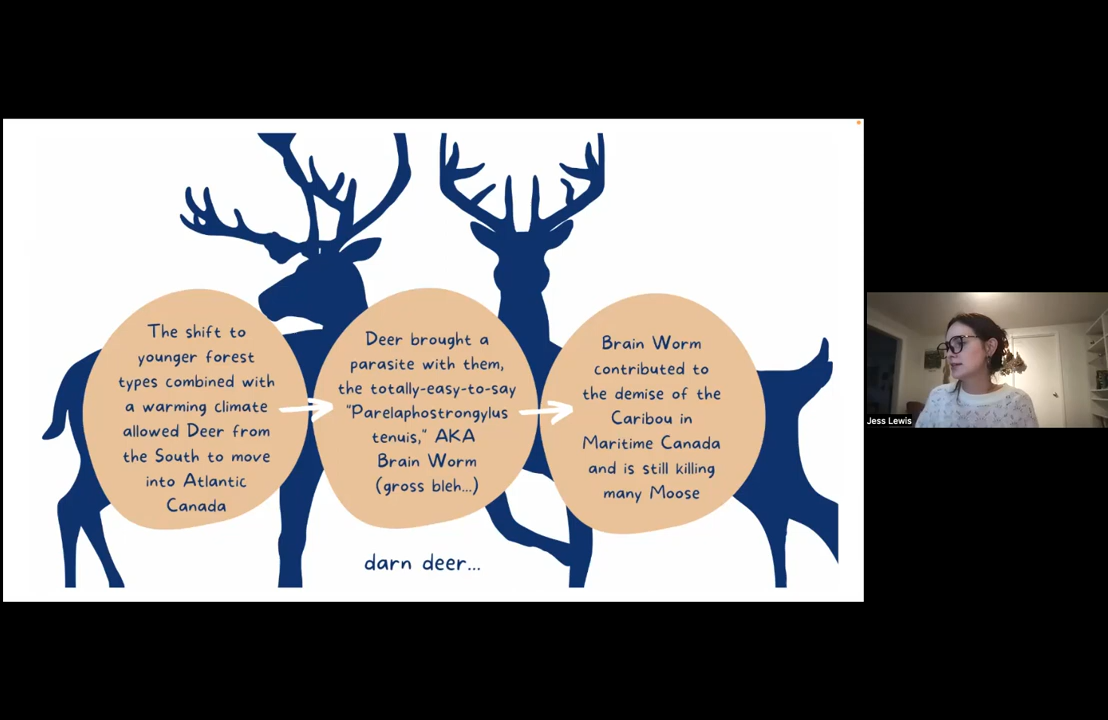 The shift to
younger forest
types combined with
a warming climate
allowed Deer from
the South to move
into Atlantic
Canada
Deer brought a
parasite with them,
the totally-easy-to-say
"Parelaphostrongylus
tenuis," AKA
Brain Worm
(gross bleh...)
Brain Worm
contributed to
the demise of the
Caribou in
Maritime Canada
and is still killing
many Moose
darn deer...
Jess Lewis